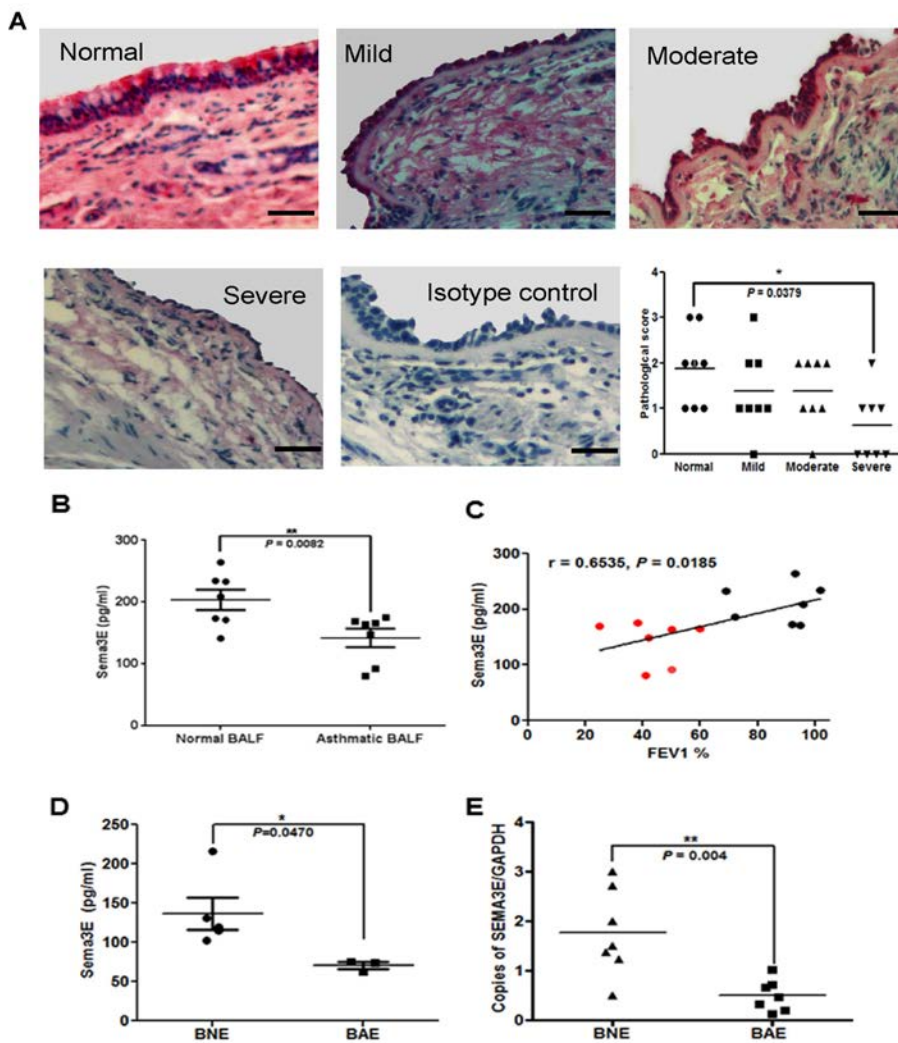 A
Normal
Mild
Moderate
Severe
Isotype control
Pathological score
4
3
2
1
0
*
P = 0.0379
Normal Mild Moderate Severe
B
Sema3E (pg/ml)
300
200
100
0
**
P = 0.0082
Normal BALF Asthmatic BALF
C
r = 0.6535, P = 0.0185
Sema3E (pg/ml)
300
200
100
0
0 20 40 60 80 100
FEV1 %
D
Sema3E (pg/ml)
250
200
150
100
50
0
*
P=0.0470
BNE BAE
E
Copies of SEMA3E/GAPDH
4
3
2
1
0
**
P = 0.004
BNE BAE